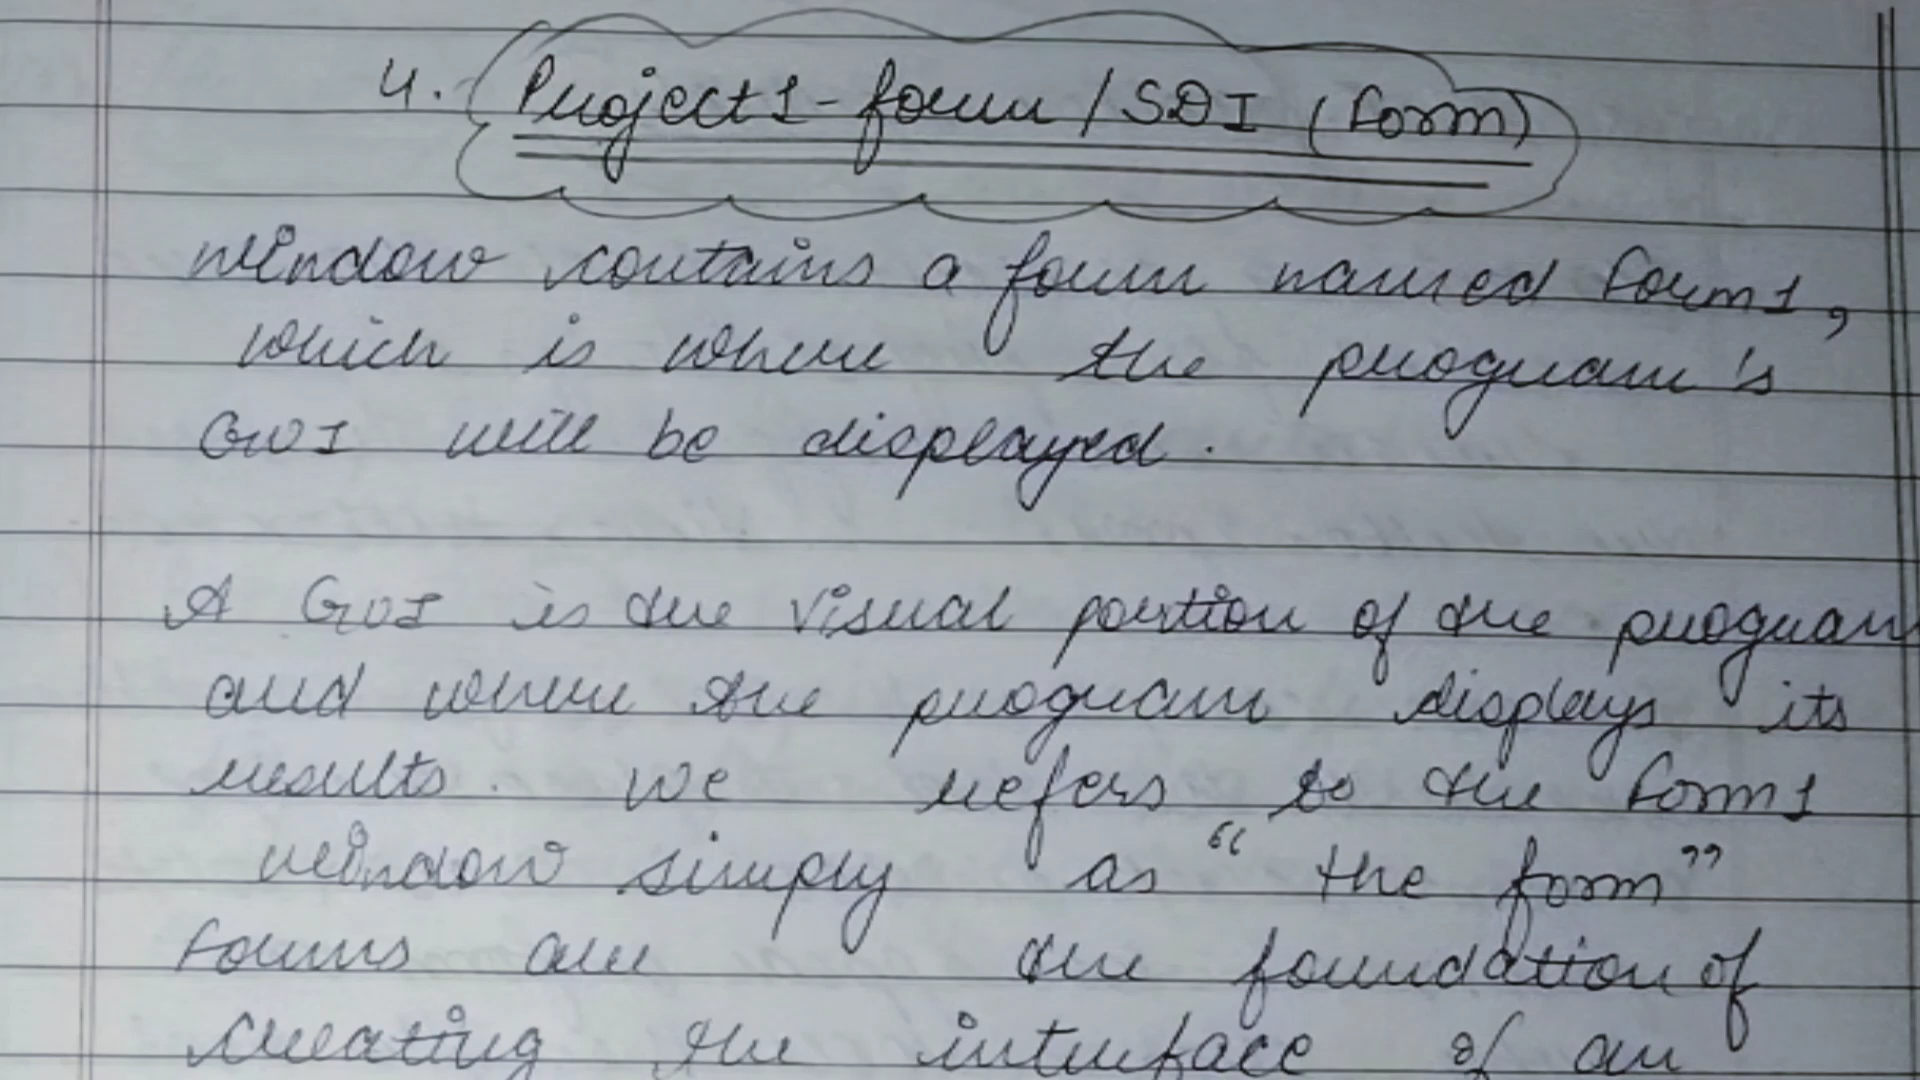 4. Project1-form/SDI (Form)
window contains a form named form1,
which is where the program's
GUI will be displayed.
A GUI is the visual portion of the program
and where the program displays its
results. we refers to the form1
window simply as "the form"
forms are the foundation of
creating the interface of an